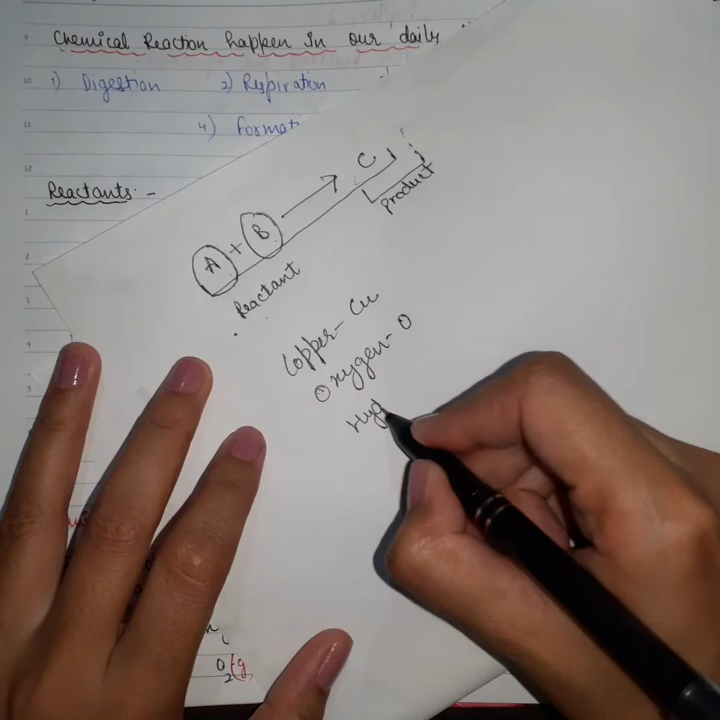 Chemical Reaction happen In our daily
1) Digestion 2) Respiration
4) Format
Reactants: -
A + B → C
Product
Reactant
Copper - Cu
Oxygen - O
Hyd
O2(g